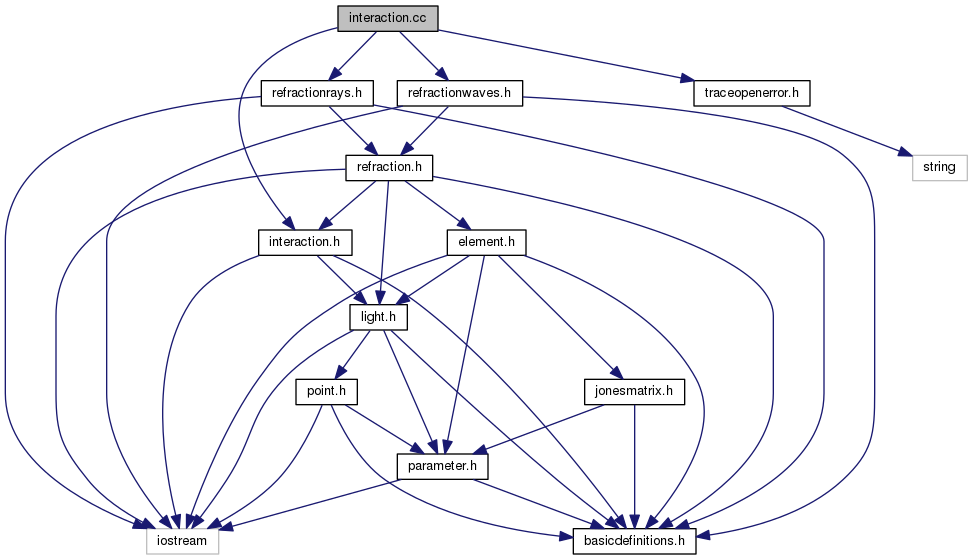 interaction.cc
refractionrays.h
refractionwaves.h
traceopenerror.h
refraction.h
string
interaction.h
element.h
light.h
point.h
jonesmatrix.h
parameter.h
iostream
basicdefinitions.h